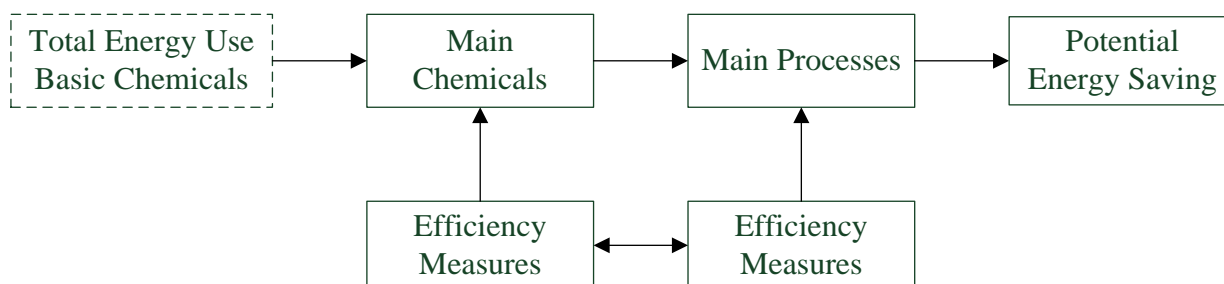 Total Energy Use
Basic Chemicals
Main
Chemicals
Main Processes
Potential
Energy Saving
Efficiency
Measures
Efficiency
Measures